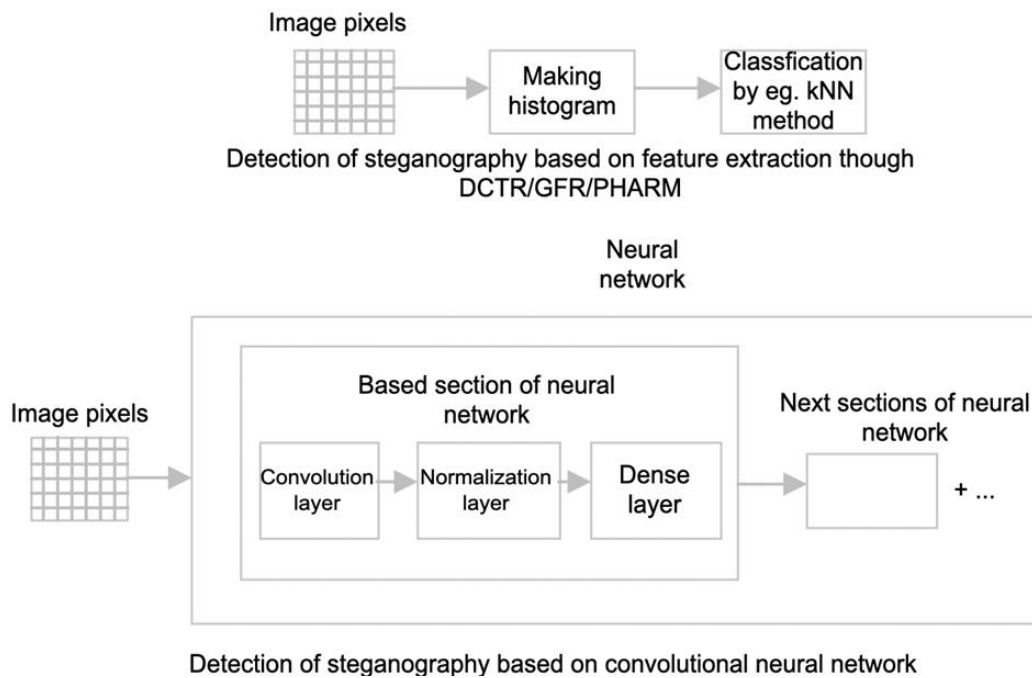 Image pixels
Making
histogram
Classfication
by eg. kNN
method
Detection of steganography based on feature extraction though
DCTR/GFR/PHARM
Neural
network
Image pixels
Based section of neural
network
Convolution
layer
Normalization
layer
Dense
layer
Next sections of neural
network
+ ...
Detection of steganography based on convolutional neural network